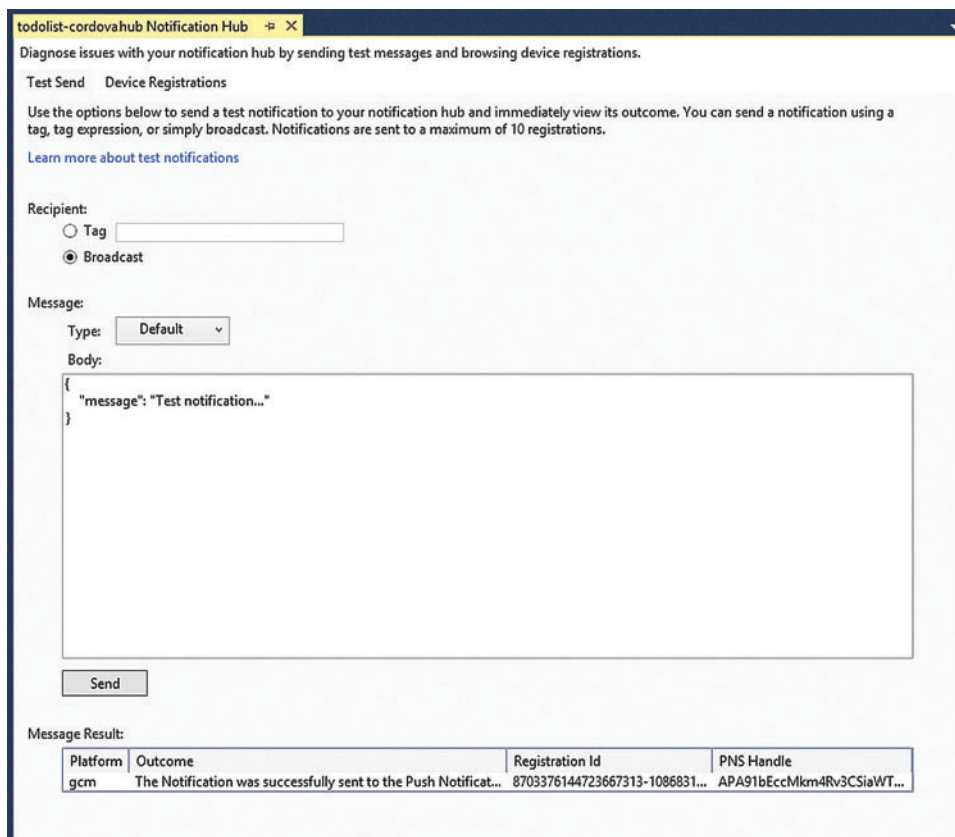 todolist-cordovahub Notification Hub
Diagnose issues with your notification hub by sending test messages and browsing device registrations.
Test Send Device Registrations
Use the options below to send a test notification to your notification hub and immediately view its outcome. You can send a notification using a
tag, tag expression, or simply broadcast. Notifications are sent to a maximum of 10 registrations.
Learn more about test notifications
Recipient:
Tag
Broadcast
Message:
Type: Default
Body:
{
"message": "Test notification..."
}
Send
Message Result:
Platform Outcome Registration Id PNS Handle
gcm The Notification was successfully sent to the Push Notificat... 8703376144723667313-1086831... APA91bEccMkm4Rv3CSiaWT...